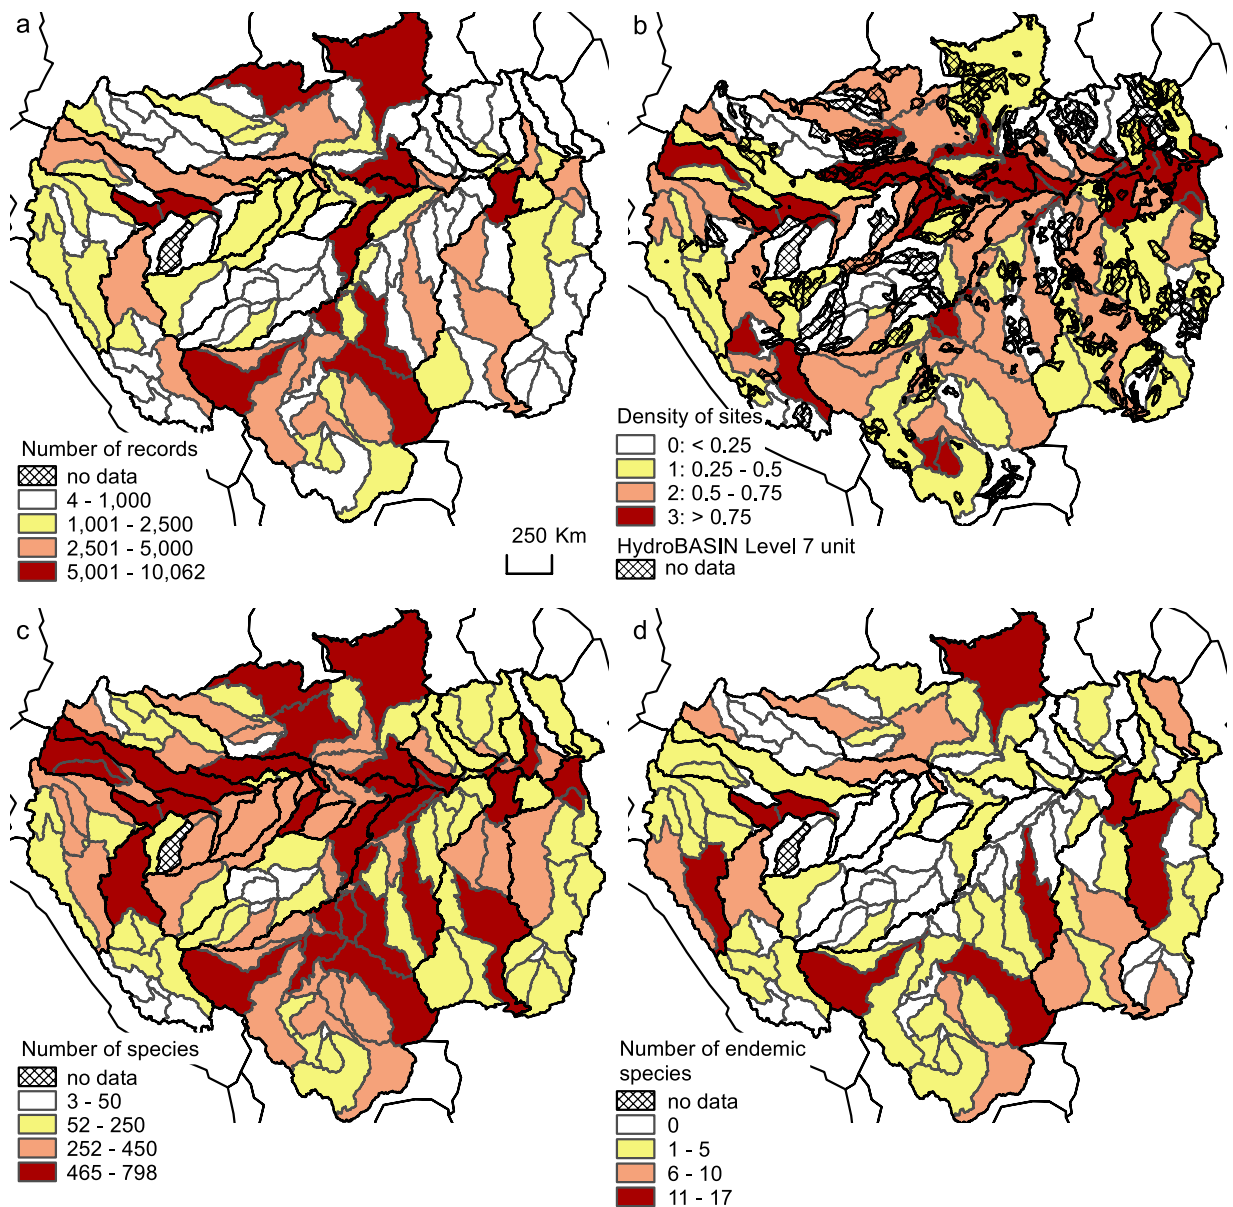 a
Number of records
no data
4 - 1,000
1,001 - 2,500
2,501 - 5,000
5,001 - 10,062
250 Km
b
Density of sites
0: < 0.25
1: 0.25 - 0.5
2: 0.5 - 0.75
3: > 0.75
HydroBASIN Level 7 unit
no data
c
Number of species
no data
3 - 50
52 - 250
252 - 450
465 - 798
d
Number of endemic
species
no data
0
1 - 5
6 - 10
11 - 17